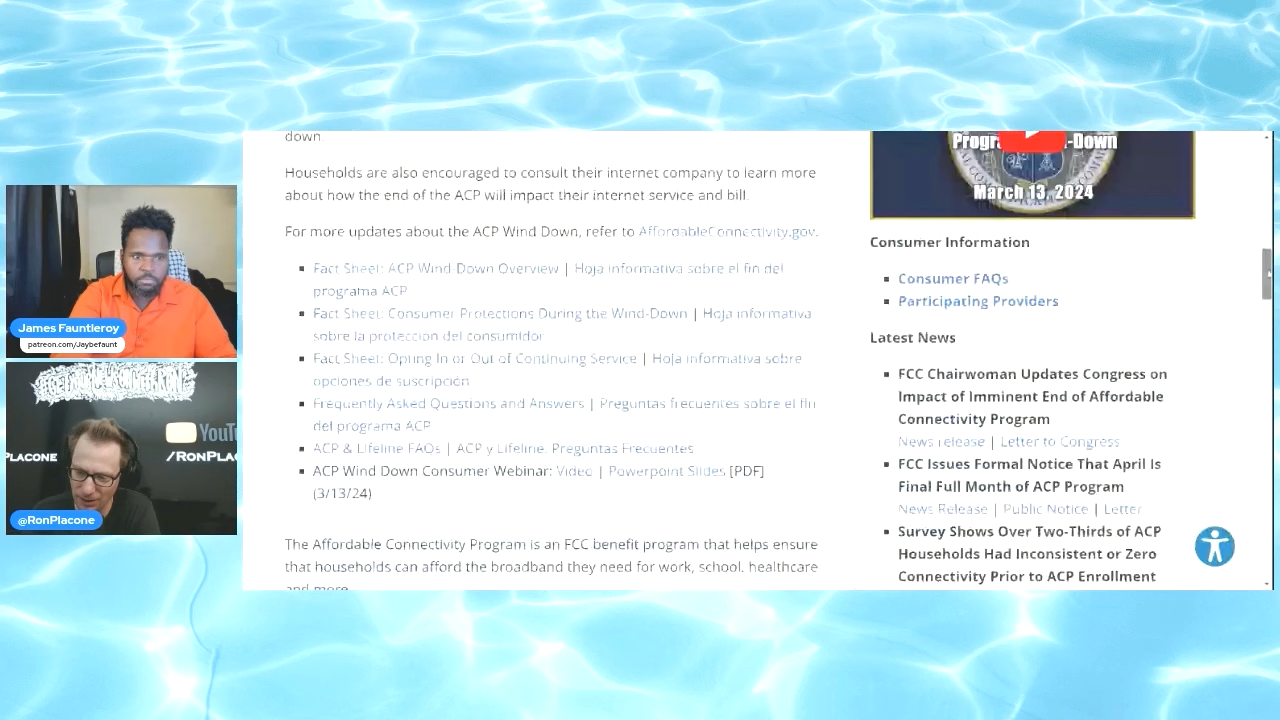 down.
Households are also encouraged to consult their internet company to learn more
about how the end of the ACP will impact their internet service and bill.
For more updates about the ACP Wind Down, refer to AffordableConnectivity.gov.
Fact Sheet: ACP Wind-Down Overview | Hoja informativa sobre el fin del
programa ACP
Fact Sheet: Consumer Protections During the Wind-Down | Hoja informativa
sobre la protección del consumidor
Fact Sheet: Opting In or Out of Continuing Service | Hoja informativa sobre
opciones de suscripción
Frequently Asked Questions and Answers | Preguntas frecuentes sobre el fin
del programa ACP
ACP & Lifeline FAQs | ACP y Lifeline: Preguntas Frecuentes
ACP Wind Down Consumer Webinar: Video | Powerpoint Slides [PDF]
(3/13/24)
The Affordable Connectivity Program is an FCC benefit program that helps ensure
that households can afford the broadband they need for work, school, healthcare
and more.
-Down
March 13, 2024
Consumer Information
Consumer FAQs
Participating Providers
Latest News
FCC Chairwoman Updates Congress on
Impact of Imminent End of Affordable
Connectivity Program
News release | Letter to Congress
FCC Issues Formal Notice That April Is
Final Full Month of ACP Program
News Release | Public Notice | Letter
Survey Shows Over Two-Thirds of ACP
Households Had Inconsistent or Zero
Connectivity Prior to ACP Enrollment
James Fauntleroy
patreon.com/Jaybefaunt
YouT
PLACONE
/RONPLAC
@RonPlacone